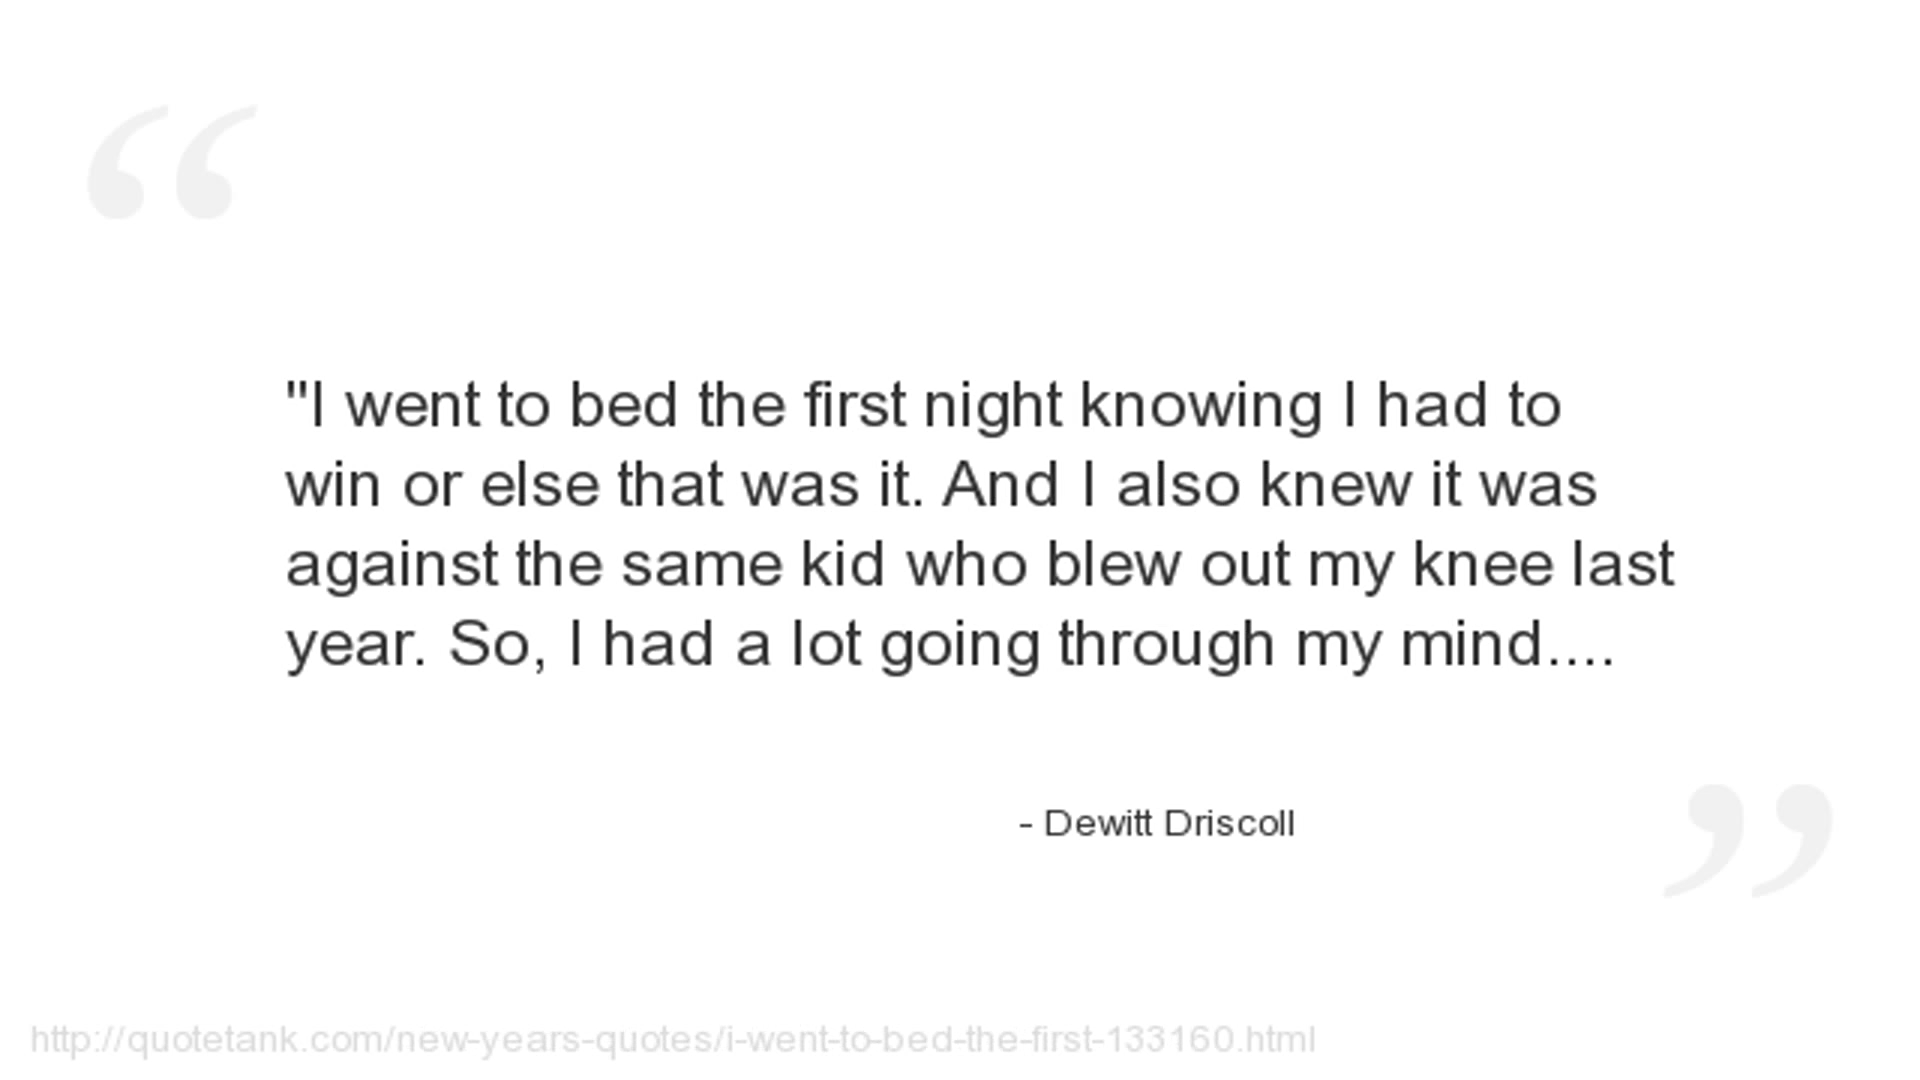 “
"I went to bed the first night knowing I had to
win or else that was it. And I also knew it was
against the same kid who blew out my knee last
year. So, I had a lot going through my mind....
- Dewitt Driscoll
”
http://quotetank.com/new-years-quotes/i-went-to-bed-the-first-133160.html